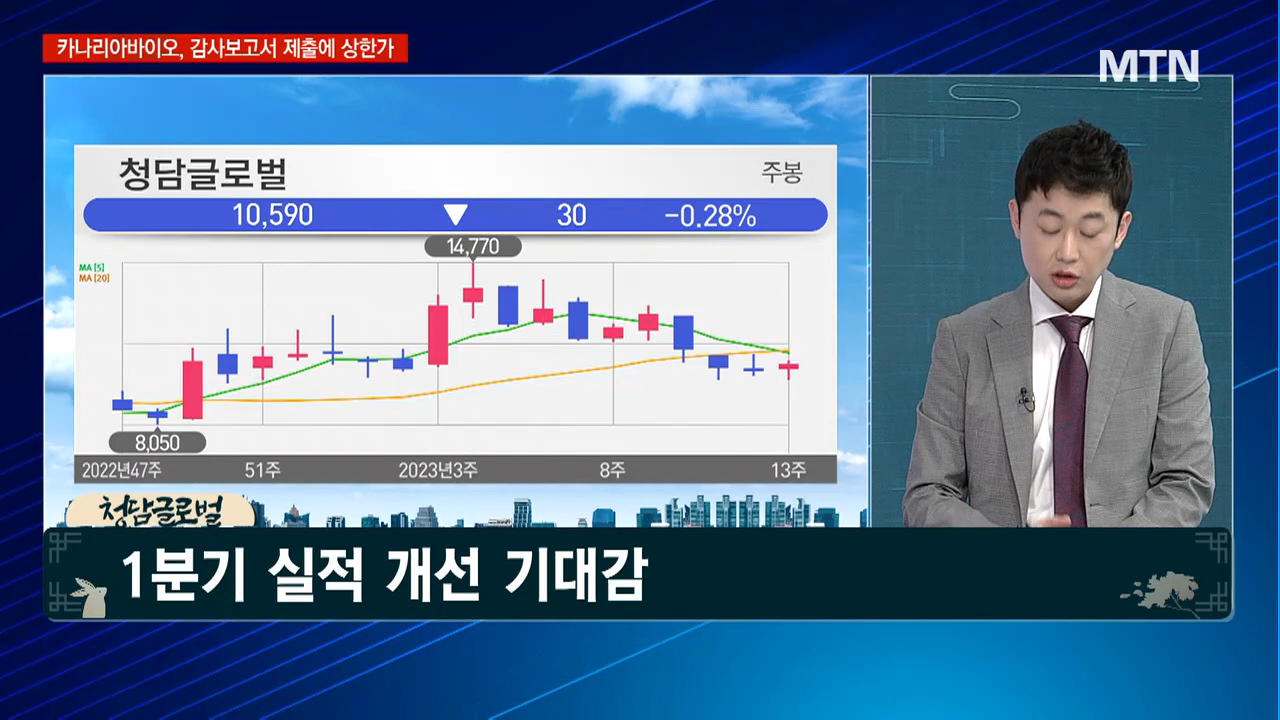 카나리아바이오, 감사보고서 제출에 상한가
MTN
청담글로벌
주봉
10,590 ▼ 30 -0.28%
14,770
MA [5]
MA [20]
8,050
2022년47주 51주 2023년3주 8주 13주
청담글로벌
1분기 실적 개선 기대감